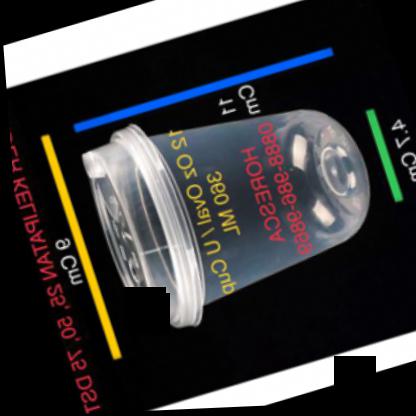 11
Cm
7.4
Cm
9 Cm
12 OZ Oval / U Cup
360 ML
HORESCA
KELIPATAN 25, 50, 75 DST